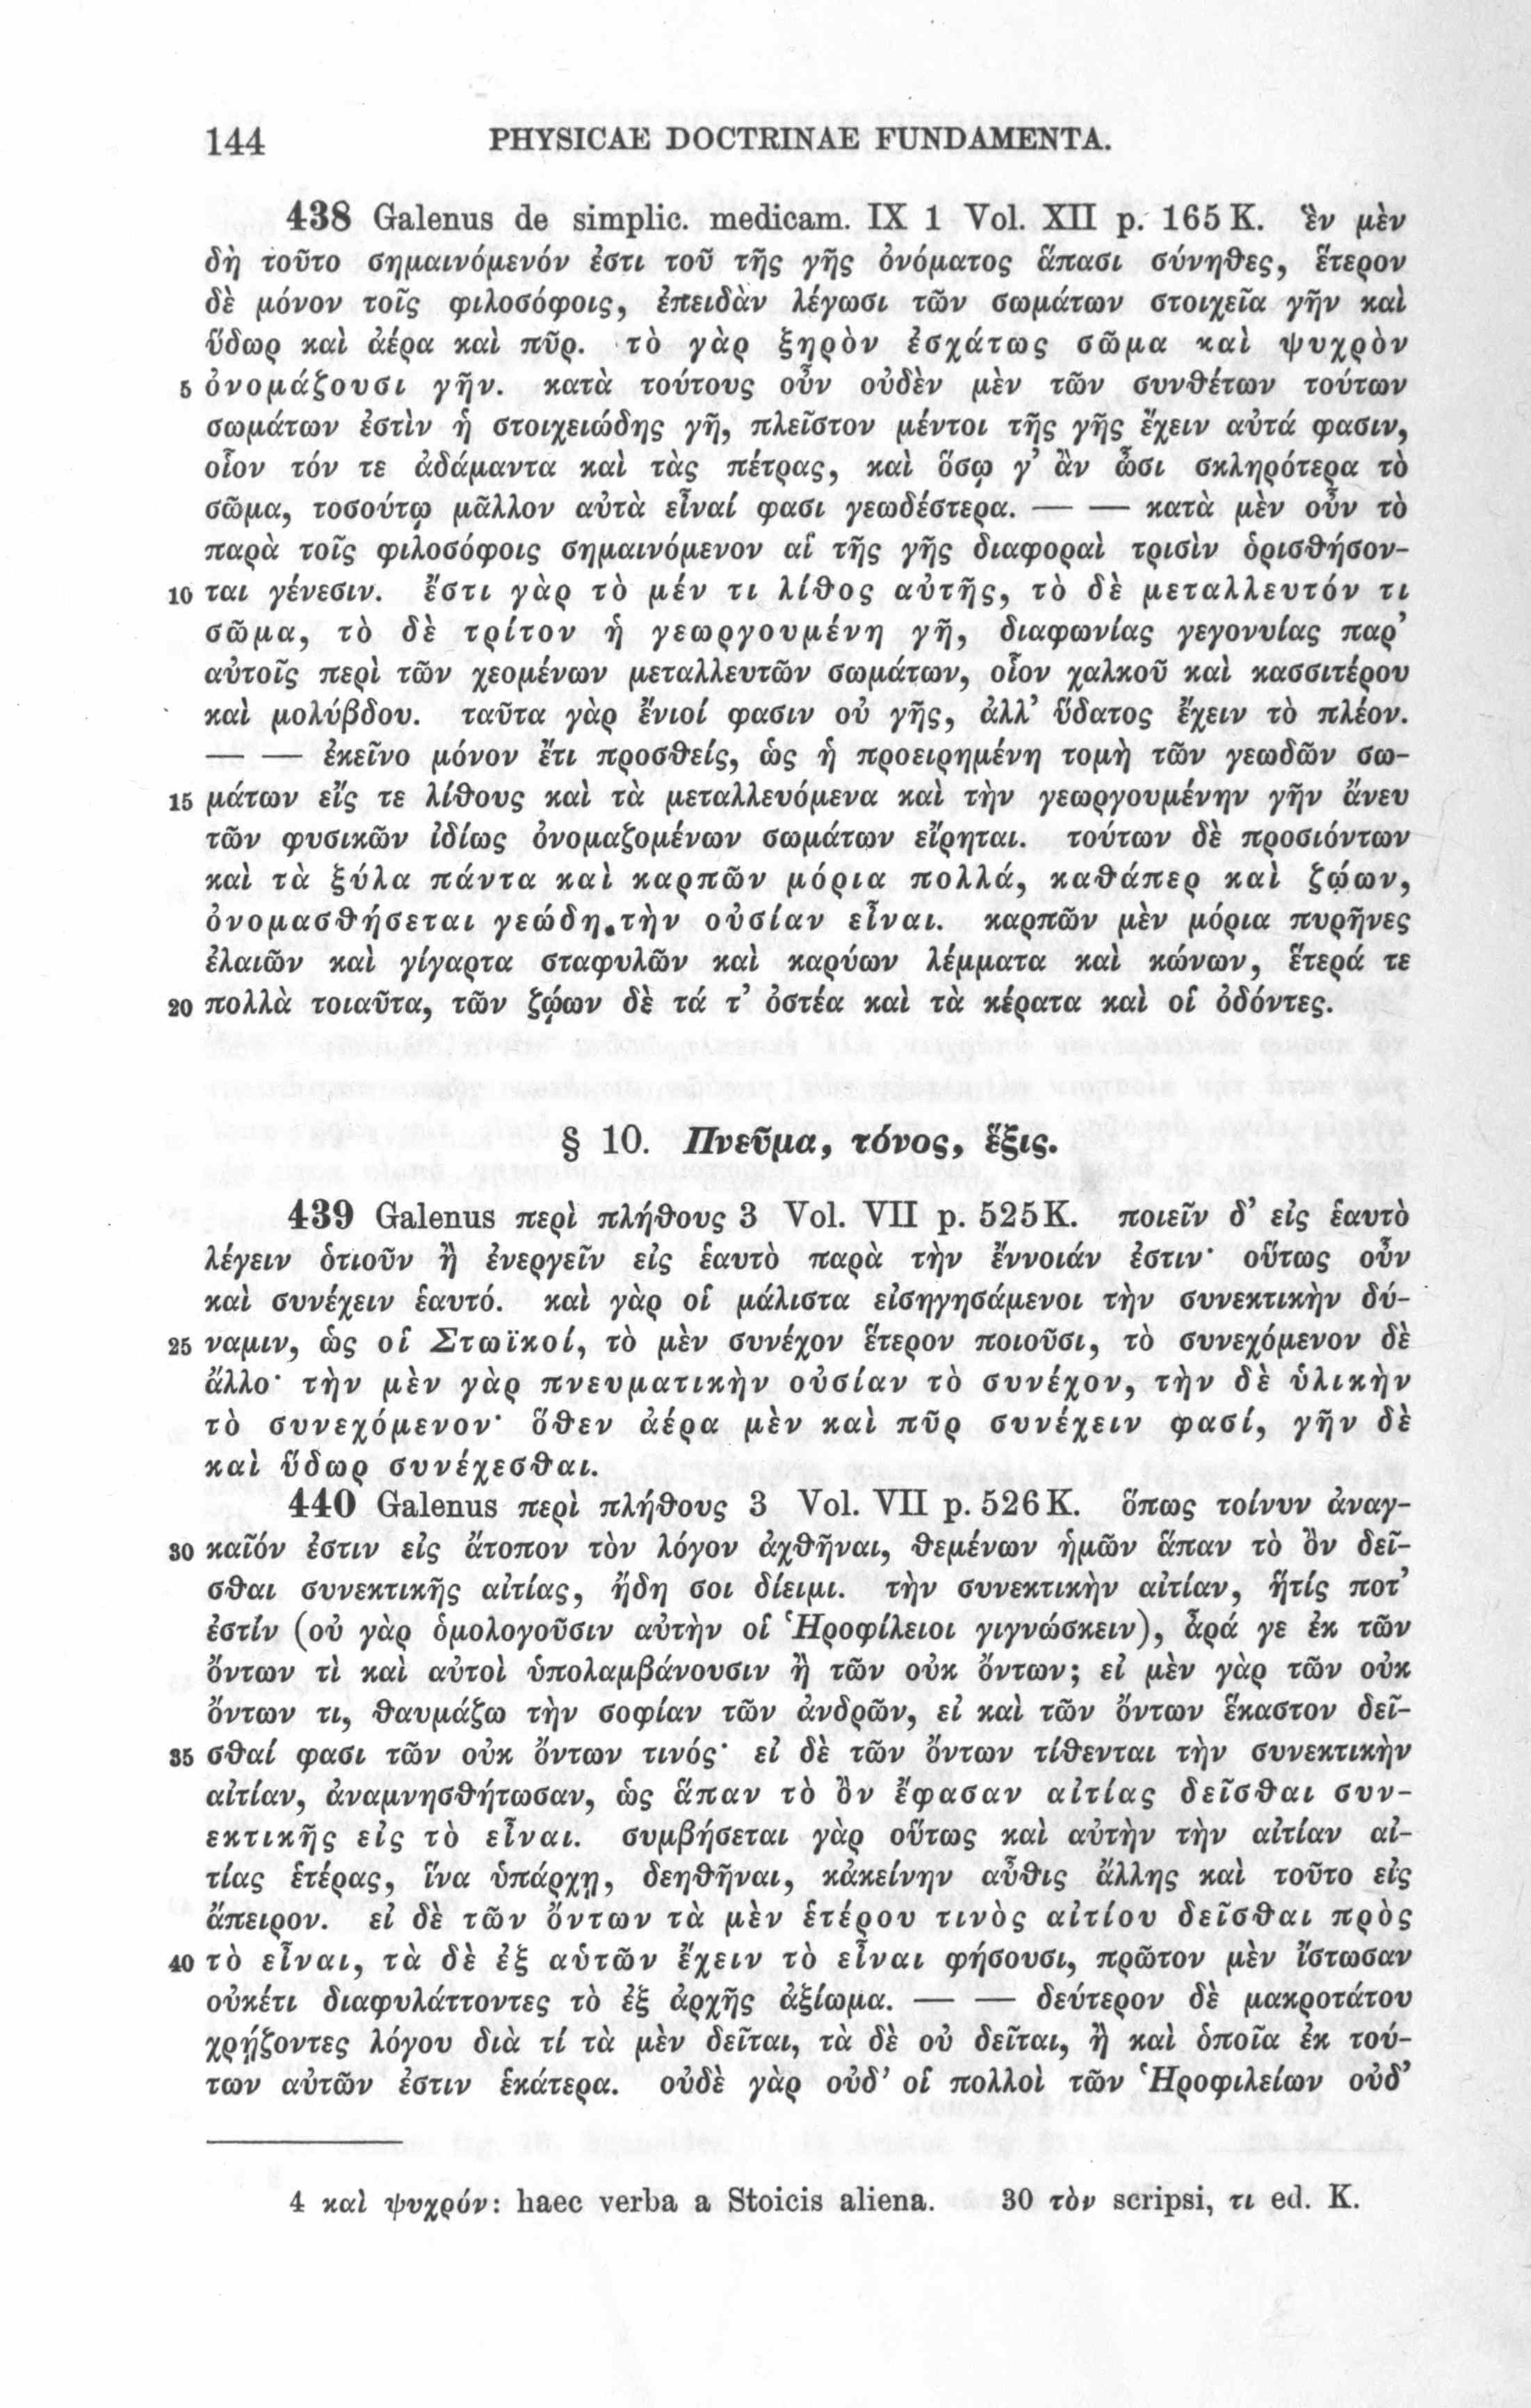 144 PHYSICAE DOCTRINAE FUNDAMENTA.
438 Galenus de simplic. medicam. IX 1 Vol. XII p. 165 K. ἓν μὲν
δὴ τοῦτο σημαινόμενόν ἐστι τοῦ τῆς γῆς ὀνόματος ἅπασι σύνηθες, ἕτερον
δὲ μόνον τοῖς φιλοσόφοις, ἐπειδὰν λέγωσι τῶν σωμάτων στοιχεῖα γῆν καὶ
ὕδωρ καὶ ἀέρα καὶ πῦρ. τὸ γὰρ ξηρὸν ἐσχάτως σῶμα καὶ ψυχρὸν
5 ὀνομάζουσι γῆν. κατὰ τούτους οὖν οὐδὲν μὲν τῶν συνθέτων τούτων
σωμάτων ἐστὶν ἡ στοιχειώδης γῆ, πλεῖστον μέντοι τῆς γῆς ἔχειν αὐτά φασιν,
οἷον τόν τε ἀδάμαντα καὶ τὰς πέτρας, καὶ ὅσῳ γ’ ἂν ὦσι σκληρότερα τὸ
σῶμα, τοσούτῳ μᾶλλον αὐτὰ εἶναί φασι γεωδέστερα. — — κατὰ μὲν οὖν τὸ
παρὰ τοῖς φιλοσόφοις σημαινόμενον αἱ τῆς γῆς διαφοραὶ τρισὶν ὁρισθήσον-
10 ται γένεσιν. ἔστι γὰρ τὸ μέν τι λίθος αὐτῆς, τὸ δὲ μεταλλευτόν τι
σῶμα, τὸ δὲ τρίτον ἡ γεωργουμένη γῆ, διαφωνίας γεγονυίας παρ’
αὐτοῖς περὶ τῶν χεομένων μεταλλευτῶν σωμάτων, οἷον χαλκοῦ καὶ κασσιτέρου
καὶ μολύβδου. ταῦτα γὰρ ἔνιοί φασιν οὐ γῆς, ἀλλ’ ὕδατος ἔχειν τὸ πλέον.
— — ἐκεῖνο μόνον ἔτι προσθείς, ὡς ἡ προειρημένη τομὴ τῶν γεωδῶν σω-
15 μάτων εἴς τε λίθους καὶ τὰ μεταλλευόμενα καὶ τὴν γεωργουμένην γῆν ἄνευ
τῶν φυσικῶν ἰδίως ὀνομαζομένων σωμάτων εἴρηται. τούτων δὲ προσιόντων
καὶ τὰ ξύλα πάντα καὶ καρπῶν μόρια πολλά, καθάπερ καὶ ζῴων,
ὀνομασθήσεται γεώδη τὴν οὐσίαν εἶναι. καρπῶν μὲν μόρια πυρῆνες
ἐλαιῶν καὶ γίγαρτα σταφυλῶν καὶ καρύων λέμματα καὶ κώνων, ἕτερά τε
20 πολλὰ τοιαῦτα, τῶν ζῴων δὲ τά τ’ ὀστέα καὶ τὰ κέρατα καὶ οἱ ὀδόντες.
§ 10. Πνεῦμα, τόνος, ἕξις.
439 Galenus περὶ πλήθους 3 Vol. VII p. 525 K. ποιεῖν δ’ εἰς ἑαυτὸ
λέγειν ὁτιοῦν ἢ ἐνεργεῖν εἰς ἑαυτὸ παρὰ τὴν ἔννοιάν ἐστιν· οὕτως οὖν
καὶ συνέχειν ἑαυτό. καὶ γὰρ οἱ μάλιστα εἰσηγησάμενοι τὴν συνεκτικὴν δύ-
25 ναμιν, ὡς οἱ Στωϊκοί, τὸ μὲν συνέχον ἕτερον ποιοῦσι, τὸ συνεχόμενον δὲ
ἄλλο· τὴν μὲν γὰρ πνευματικὴν οὐσίαν τὸ συνέχον, τὴν δὲ ὑλικὴν
τὸ συνεχόμενον· ὅθεν ἀέρα μὲν καὶ πῦρ συνέχειν φασί, γῆν δὲ
καὶ ὕδωρ συνέχεσθαι.
440 Galenus περὶ πλήθους 3 Vol. VII p. 526 K. ὅπως τοίνυν ἀναγ-
30 καῖόν ἐστιν εἰς ἄτοπον τὸν λόγον ἀχθῆναι, θεμένων ἡμῶν ἅπαν τὸ ὂν δεῖ-
σθαι συνεκτικῆς αἰτίας, ἤδη σοι δίειμι. τὴν συνεκτικὴν αἰτίαν, ἥτίς ποτ’
ἐστίν (οὐ γὰρ ὁμολογοῦσιν αὐτὴν οἱ Ἡροφίλειοι γιγνώσκειν), ἆρά γε ἐκ τῶν
ὄντων τὶ καὶ αὐτοὶ ὑπολαμβάνουσιν ἢ τῶν οὐκ ὄντων; εἰ μὲν γὰρ τῶν οὐκ
ὄντων τι, θαυμάζω τὴν σοφίαν τῶν ἀνδρῶν, εἰ καὶ τῶν ὄντων ἕκαστον δεῖ-
35 σθαί φασι τῶν οὐκ ὄντων τινός· εἰ δὲ τῶν ὄντων τίθενται τὴν συνεκτικὴν
αἰτίαν, ἀναμνησθήτωσαν, ὡς ἅπαν τὸ ὂν ἔφασαν αἰτίας δεῖσθαι συν-
εκτικῆς εἰς τὸ εἶναι. συμβήσεται γὰρ οὕτως καὶ αὐτὴν τὴν αἰτίαν αἰ-
τίας ἑτέρας, ἵνα ὑπάρχῃ, δεηθῆναι, κἀκείνην αὖθις ἄλλης καὶ τοῦτο εἰς
ἄπειρον. εἰ δὲ τῶν ὄντων τὰ μὲν ἑτέρου τινὸς αἰτίου δεῖσθαι πρὸς
40 τὸ εἶναι, τὰ δὲ ἐξ αὑτῶν ἔχειν τὸ εἶναι φήσουσι, πρῶτον μὲν ἴστωσαν
οὐκέτι διαφυλάττοντες τὸ ἐξ ἀρχῆς ἀξίωμα. — — δεύτερον δὲ μακροτάτου
χρῄζοντες λόγου διὰ τί τὰ μὲν δεῖται, τὰ δὲ οὐ δεῖται, ἢ καὶ ὁποῖα ἐκ τού-
των αὐτῶν ἐστιν ἑκάτερα. οὐδὲ γὰρ οὐδ’ οἱ πολλοὶ τῶν Ἡροφιλείων οὐδ’
4 καὶ ψυχρόν: haec verba a Stoicis aliena. 30 τὸν scripsi, τι ed. K.